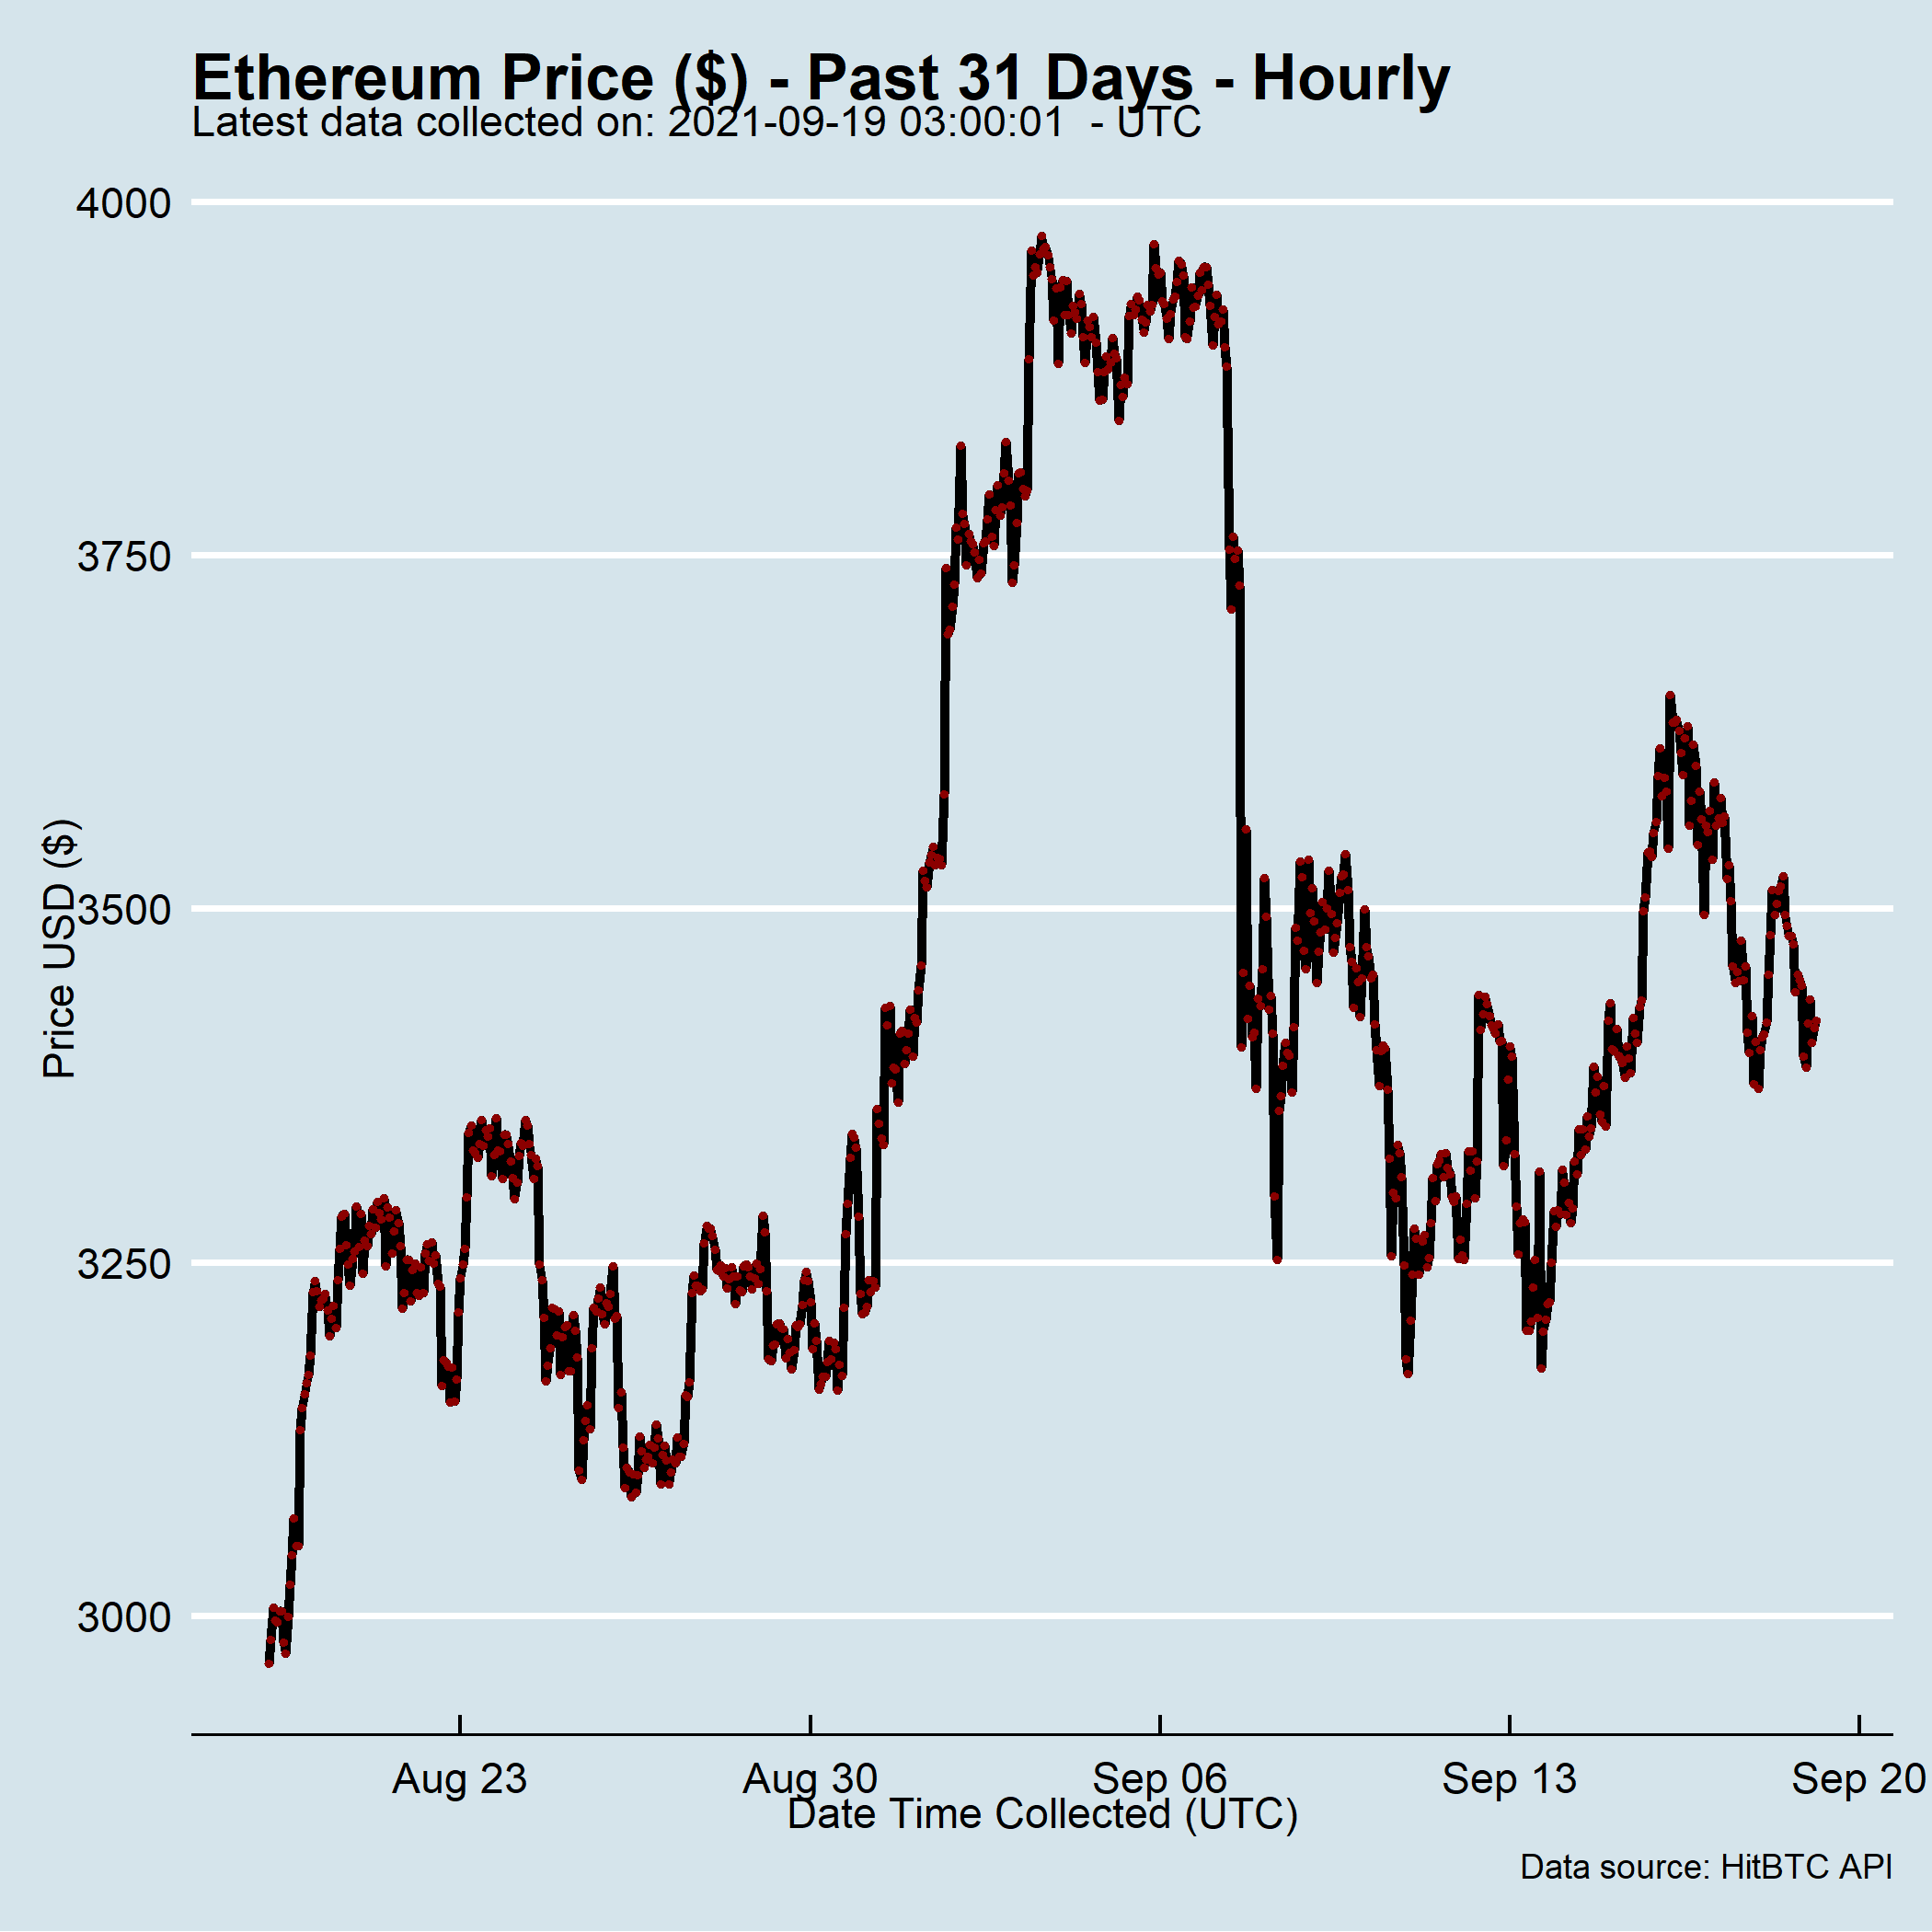 Ethereum Price ($) - Past 31 Days - Hourly
Latest data collected on: 2021-09-19 03:00:01  - UTC
4000
3750
3500
3250
3000
Price USD ($)
Aug 23
Aug 30
Sep 06
Sep 13
Sep 20
Date Time Collected (UTC)
Data source: HitBTC API